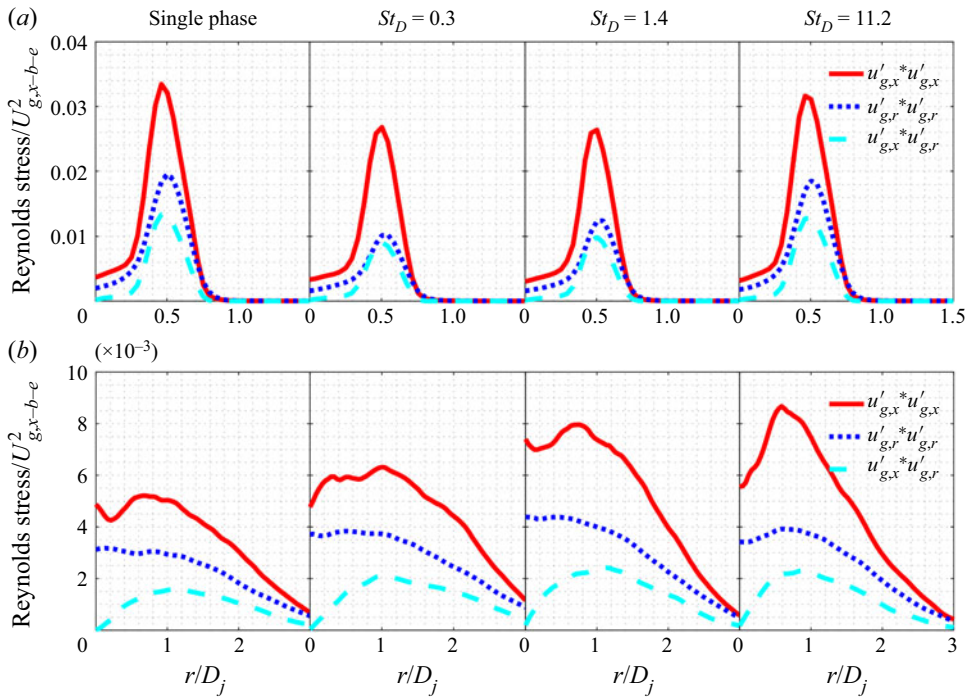 (a) Single phase St_D = 0.3 St_D = 1.4 St_D = 11.2
Reynolds stress/U²_{g,x–b–e}
0.04
0.03
0.02
0.01
u′_{g,x}*u′_{g,x}
u′_{g,r}*u′_{g,r}
u′_{g,x}*u′_{g,r}
0 0.5 1.0 0 0.5 1.0 0 0.5 1.0 0 0.5 1.0 1.5
(b) (×10⁻³)
Reynolds stress/U²_{g,x–b–e}
10
8
6
4
2
0
u′_{g,x}*u′_{g,x}
u′_{g,r}*u′_{g,r}
u′_{g,x}*u′_{g,r}
0 1 2 0 1 2 0 1 2 0 1 2 3
r/D_j r/D_j r/D_j r/D_j